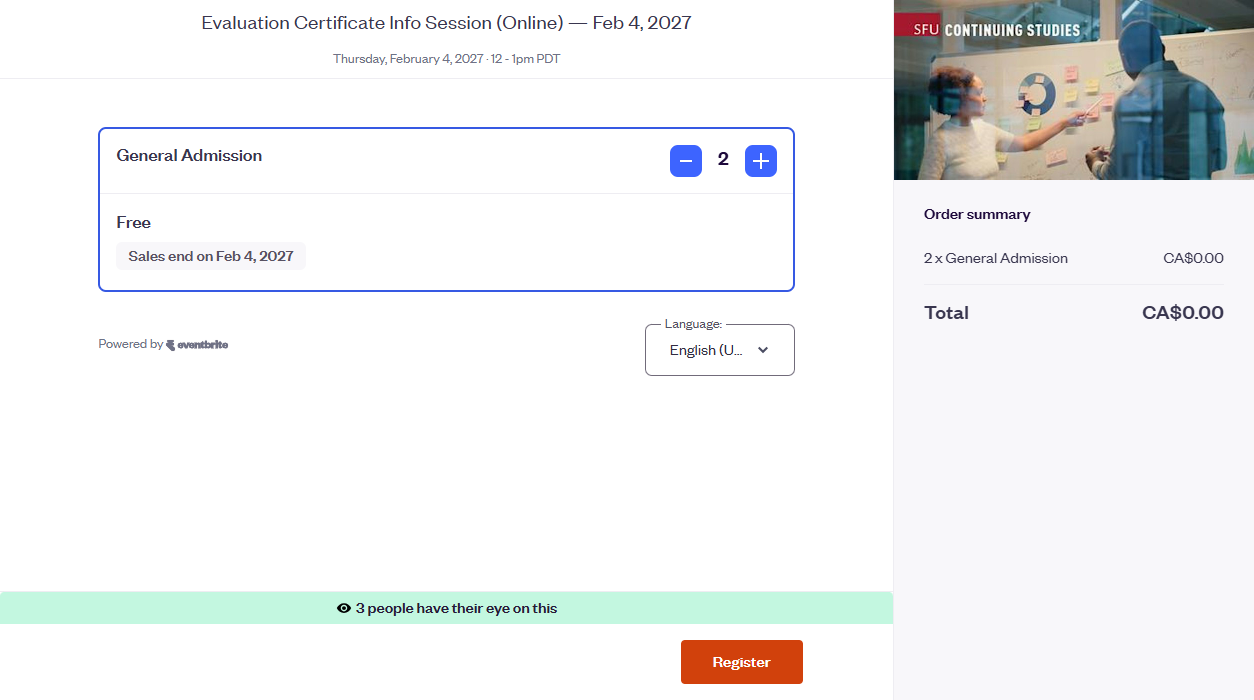 Evaluation Certificate Info Session (Online) — Feb 4, 2027
Thursday, February 4, 2027 · 12 - 1pm PDT
General Admission
2
Free
Sales end on Feb 4, 2027
Powered by eventbrite
Language:
English (U...
3 people have their eye on this
Register
SFU CONTINUING STUDIES
Order summary
2 x General Admission CA$0.00
Total CA$0.00